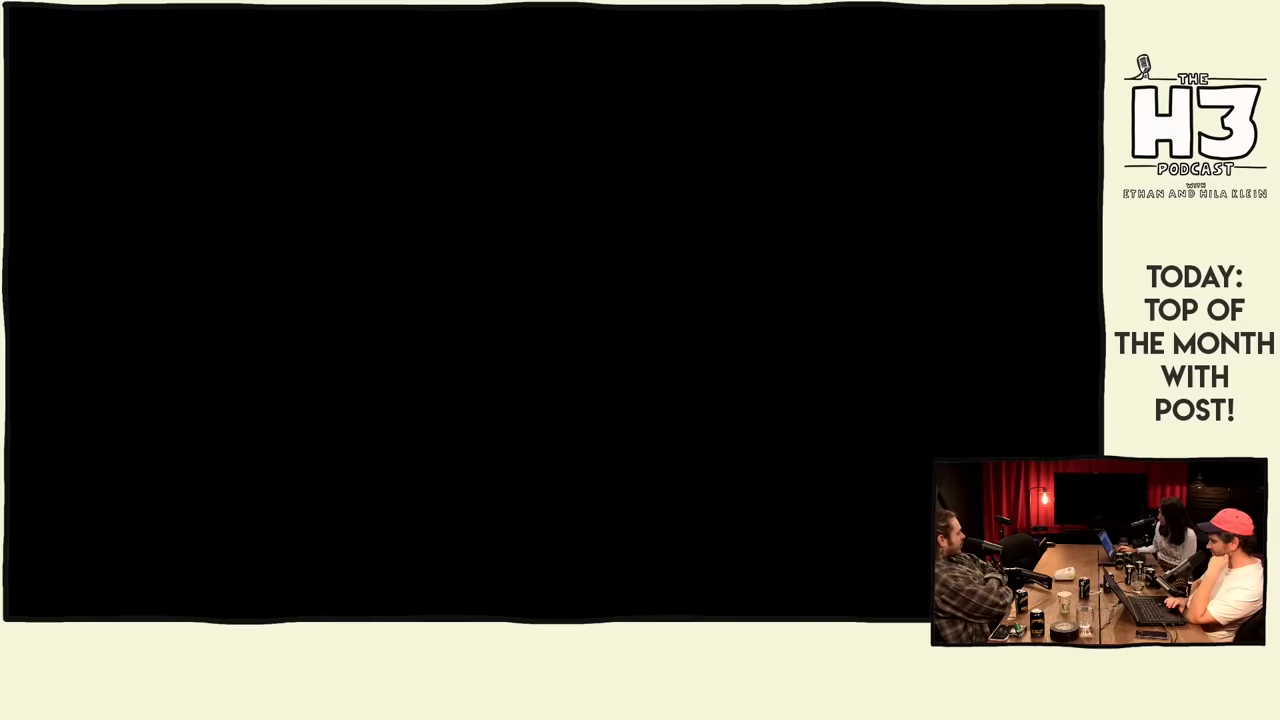 THE
H3
PODCAST
WITH
ETHAN AND HILA KLEIN
TODAY:
TOP OF
THE MONTH
WITH
POST!